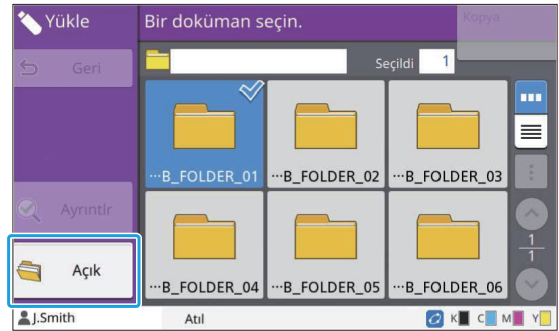 Yükle
Bir doküman seçin.
Kopya
Geri
Seçildi 1
···B_FOLDER_01 ···B_FOLDER_02 ···B_FOLDER_03
Ayrıntlr
1
1
Açık
···B_FOLDER_04 ···B_FOLDER_05 ···B_FOLDER_06
J.Smith
Atıl
K C M Y